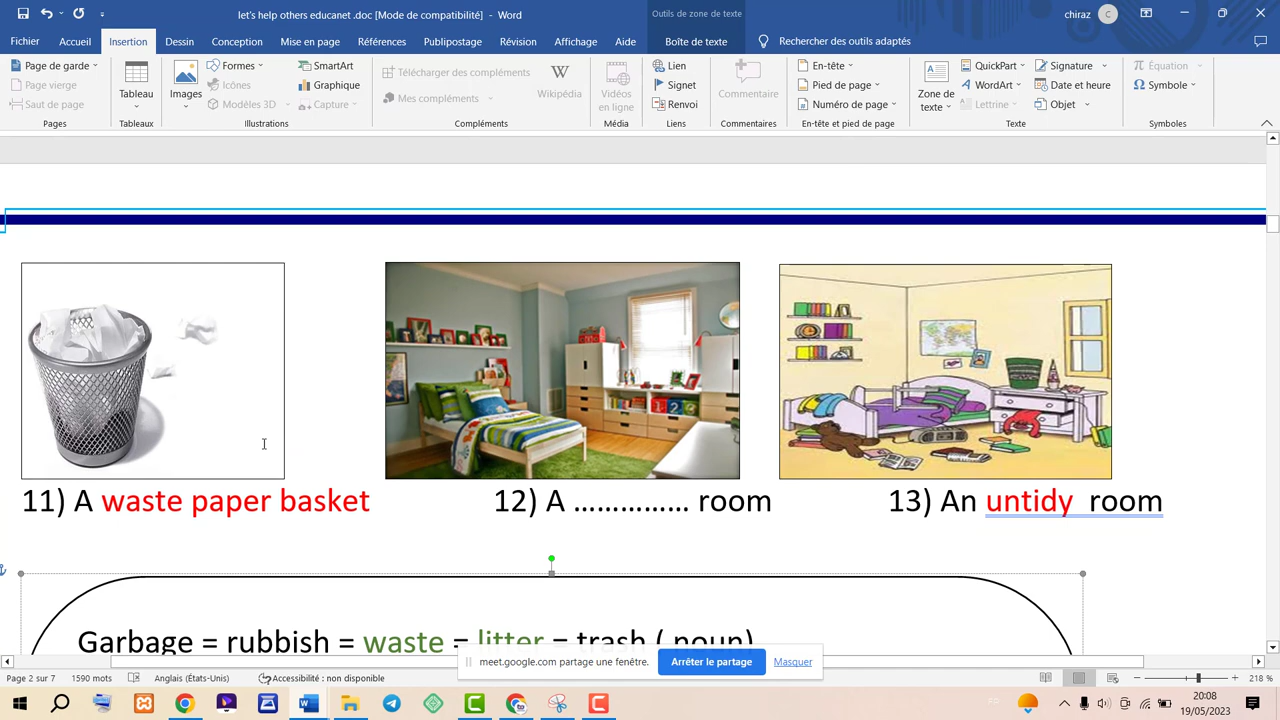 let's help others educanet .doc [Mode de compatibilité] - Word
Outils de zone de texte
chiraz C
Fichier Accueil Insertion Dessin Conception Mise en page Références Publipostage Révision Affichage Aide Boîte de texte Rechercher des outils adaptés
Page de garde
Page vierge
Saut de page
Pages
Tableau
Tableaux
Images
Formes
Icônes
Modèles 3D
SmartArt
Graphique
Capture
Illustrations
Télécharger des compléments
Mes compléments
Wikipédia
Compléments
Vidéos en ligne
Média
Lien
Signet
Renvoi
Liens
Commentaire
Commentaires
En-tête
Pied de page
Numéro de page
En-tête et pied de page
Zone de texte
QuickPart
WordArt
Lettrine
Signature
Date et heure
Objet
Texte
Équation
Symbole
Symboles
11) A waste paper basket
12) A …………… room
13) An untidy room
Garbage = rubbish = waste = litter = trash ( noun)
meet.google.com partage une fenêtre. Arrêter le partage Masquer
Page 2 sur 7 1590 mots Anglais (États-Unis) Accessibilité : non disponible 218 %
20:08
19/05/2023